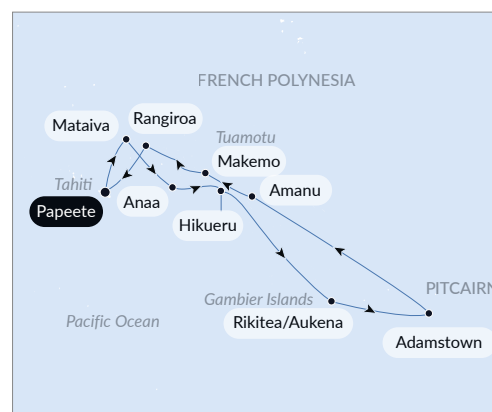 FRENCH POLYNESIA
Rangiroa
Mataiva
Tuamotu
Makemo
Tahiti
Amanu
Anaa
Papeete
Hikueru
PITCAIRN
Gambier Islands
Pacific Ocean
Rikitea/Aukena
Adamstown